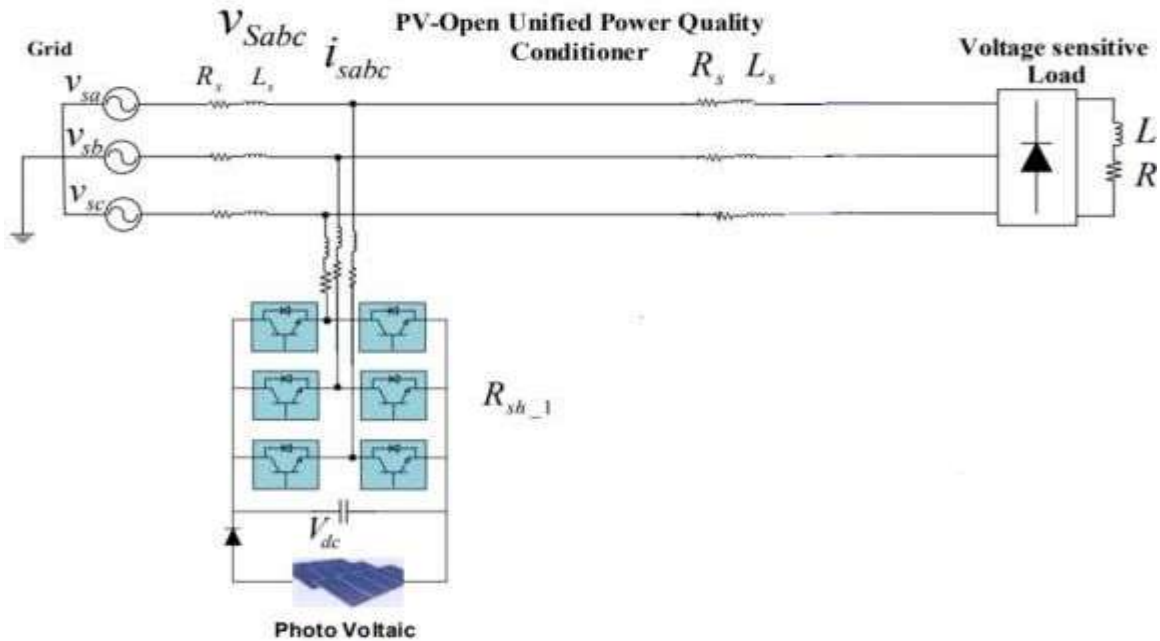 PV-Open Unified Power Quality
Conditioner
Grid
v_Sabc
i_sabc
Voltage sensitive
Load
R_s L_s
R_s L_s
v_sa
v_sb
v_sc
L
R
R_sh_1
V_dc
Photo Voltaic